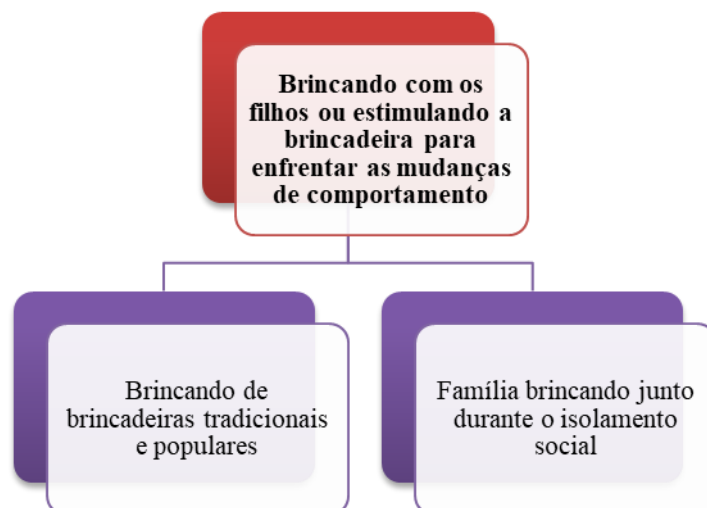 Brincando com os
filhos ou estimulando a
brincadeira para
enfrentar as mudanças
de comportamento
Brincando de
brincadeiras tradicionais
e populares
Família brincando junto
durante o isolamento
social